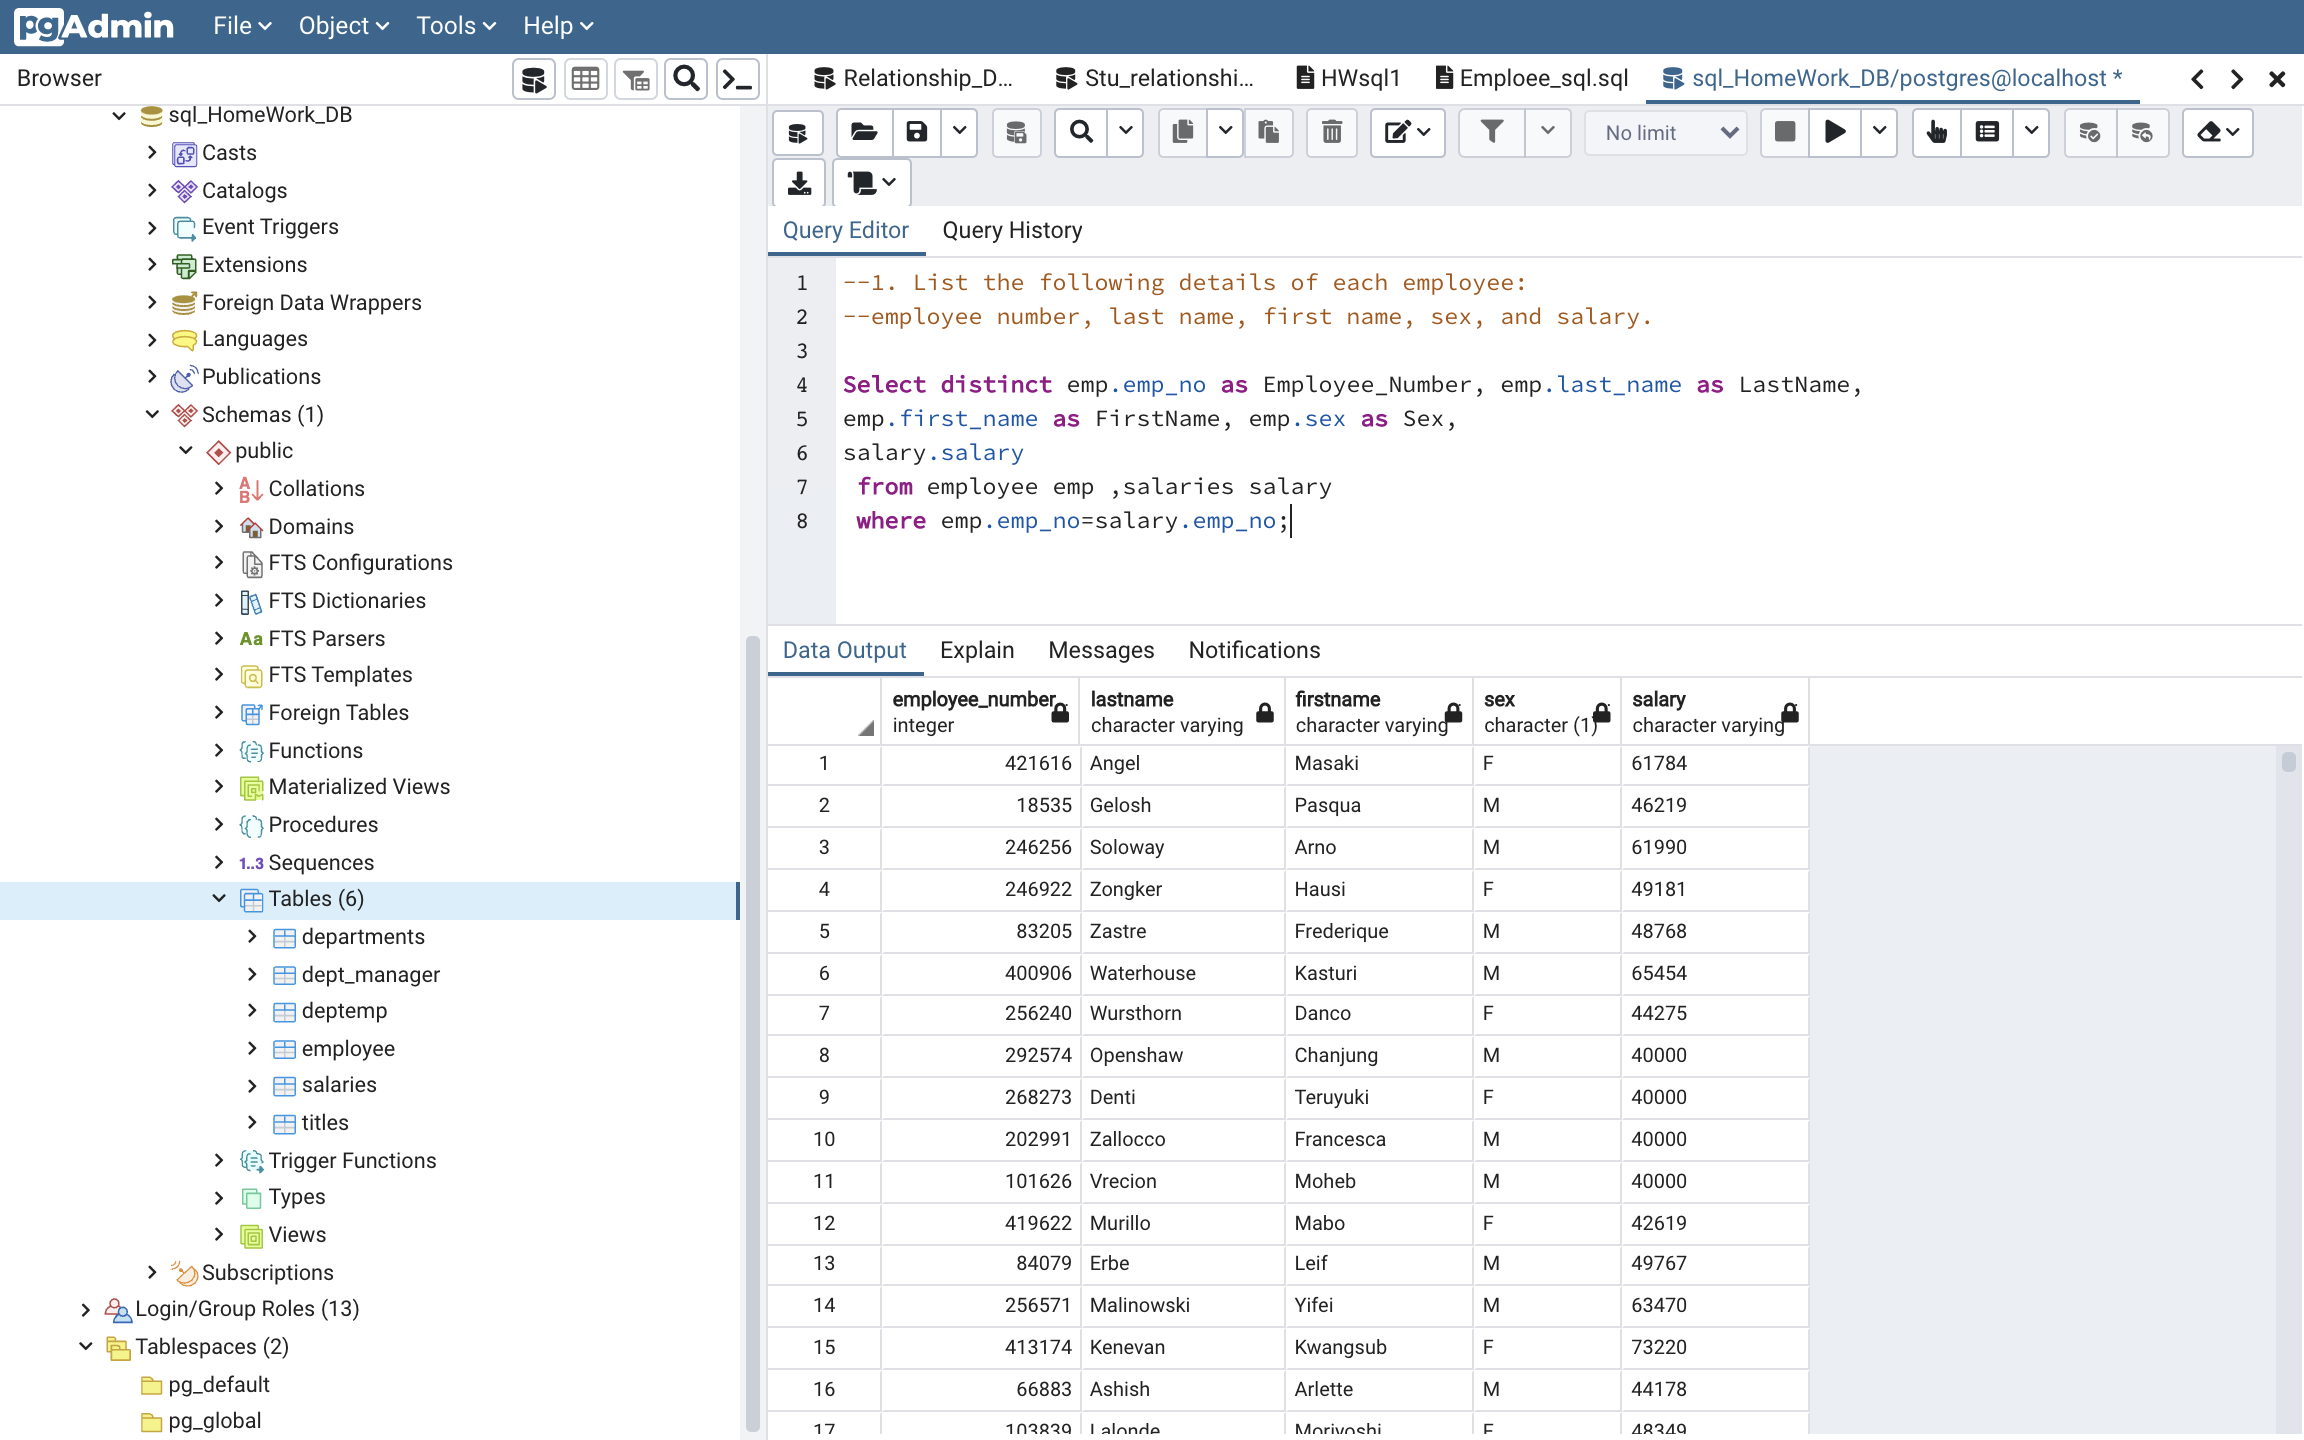 pgAdmin File Object Tools Help
Browser
Relationship_D... Stu_relationshi... HWsql1 Emploee_sql.sql sql_HomeWork_DB/postgres@localhost *
sql_HomeWork_DB
Casts
Catalogs
Event Triggers
Extensions
Foreign Data Wrappers
Languages
Publications
Schemas (1)
public
Collations
Domains
FTS Configurations
FTS Dictionaries
Aa FTS Parsers
FTS Templates
Foreign Tables
Functions
Materialized Views
Procedures
1..3 Sequences
Tables (6)
departments
dept_manager
deptemp
employee
salaries
titles
Trigger Functions
Types
Views
Subscriptions
Login/Group Roles (13)
Tablespaces (2)
pg_default
pg_global
No limit
Query Editor Query History
1 --1. List the following details of each employee:
2 --employee number, last name, first name, sex, and salary.
3
4 Select distinct emp.emp_no as Employee_Number, emp.last_name as LastName,
5 emp.first_name as FirstName, emp.sex as Sex,
6 salary.salary
7 from employee emp ,salaries salary
8 where emp.emp_no=salary.emp_no;
Data Output Explain Messages Notifications
employee_number lastname firstname sex salary
integer character varying character varying character (1) character varying
1 421616 Angel Masaki F 61784
2 18535 Gelosh Pasqua M 46219
3 246256 Soloway Arno M 61990
4 246922 Zongker Hausi F 49181
5 83205 Zastre Frederique M 48768
6 400906 Waterhouse Kasturi M 65454
7 256240 Wursthorn Danco F 44275
8 292574 Openshaw Chanjung M 40000
9 268273 Denti Teruyuki F 40000
10 202991 Zallocco Francesca M 40000
11 101626 Vrecion Moheb M 40000
12 419622 Murillo Mabo F 42619
13 84079 Erbe Leif M 49767
14 256571 Malinowski Yifei M 63470
15 413174 Kenevan Kwangsub F 73220
16 66883 Ashish Arlette M 44178
17 103839 Lalonde Moriyoshi F 48349